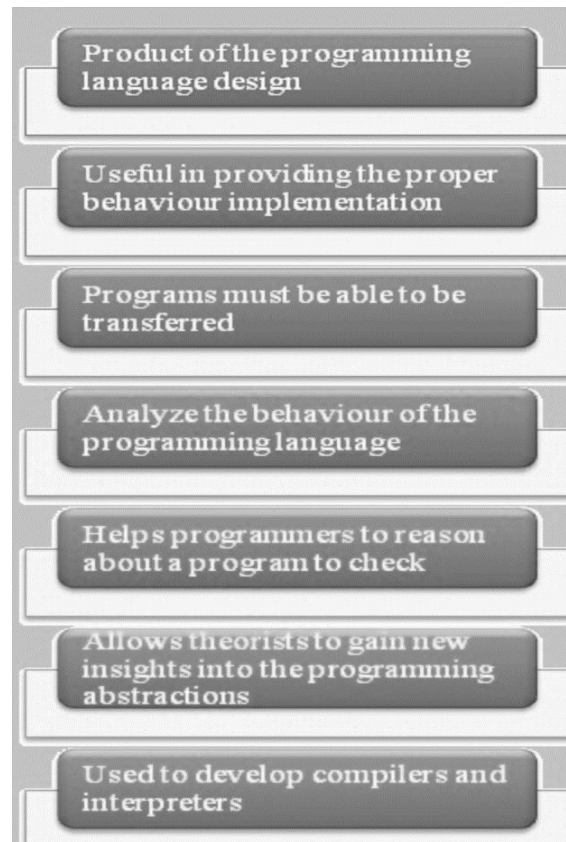 Product of the programming
language design
Useful in providing the proper
behaviour implementation
Programs must be able to be
transferred
Analyze the behaviour of the
programming language
Helps programmers to reason
about a program to check
Allows theorists to gain new
insights into the programming
abstractions
Used to develop compilers and
interpreters